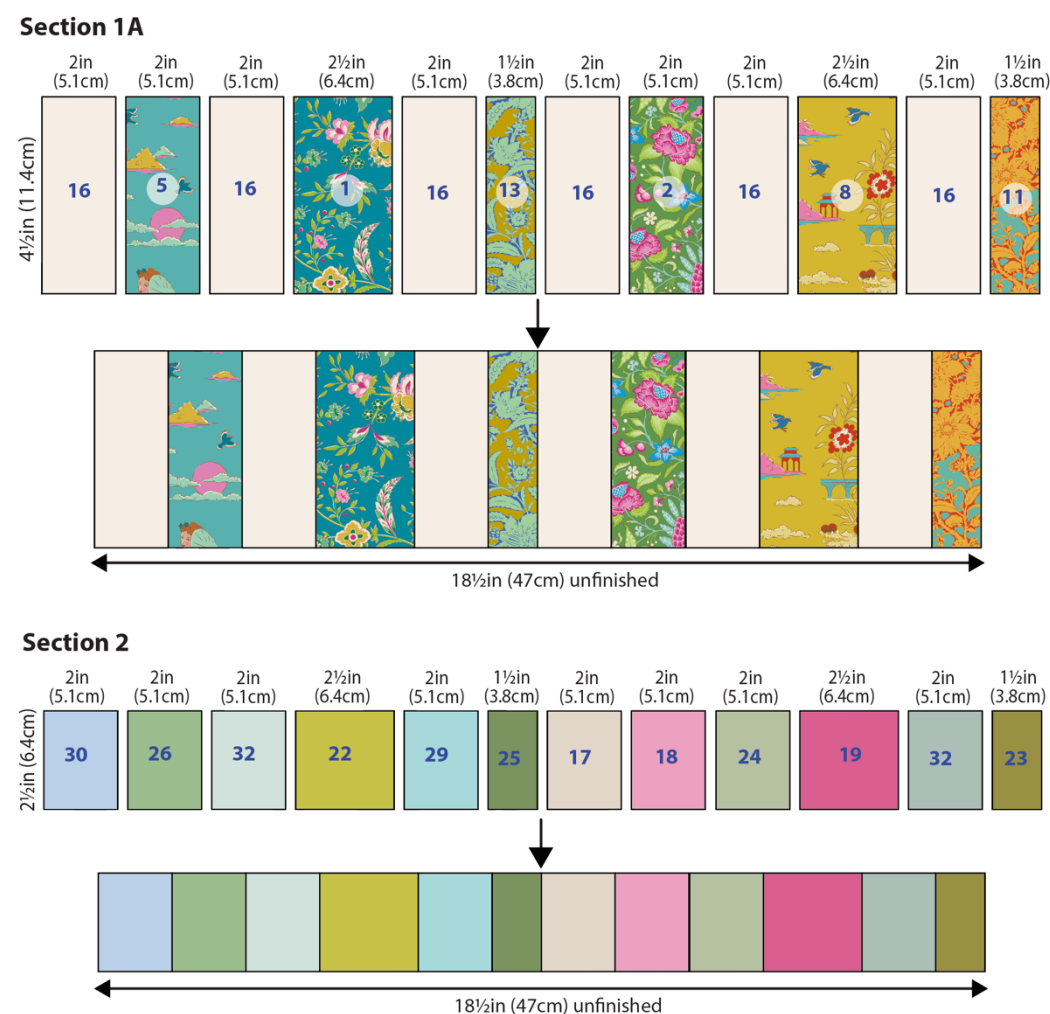 Section 1A
2in 2in 2in 2½in 2in 1½in 2in 2in 2in 2½in 2in 1½in
(5.1cm) (5.1cm) (5.1cm) (6.4cm) (5.1cm) (3.8cm) (5.1cm) (5.1cm) (5.1cm) (6.4cm) (5.1cm) (3.8cm)
4½in (11.4cm)
16 5 16 1 16 13 16 2 16 8 16 11
18½in (47cm) unfinished
Section 2
2in 2in 2in 2½in 2in 1½in 2in 2in 2in 2½in 2in 1½in
(5.1cm) (5.1cm) (5.1cm) (6.4cm) (5.1cm) (3.8cm) (5.1cm) (5.1cm) (5.1cm) (6.4cm) (5.1cm) (3.8cm)
2½in (6.4cm)
30 26 32 22 29 25 17 18 24 19 32 23
18½in (47cm) unfinished